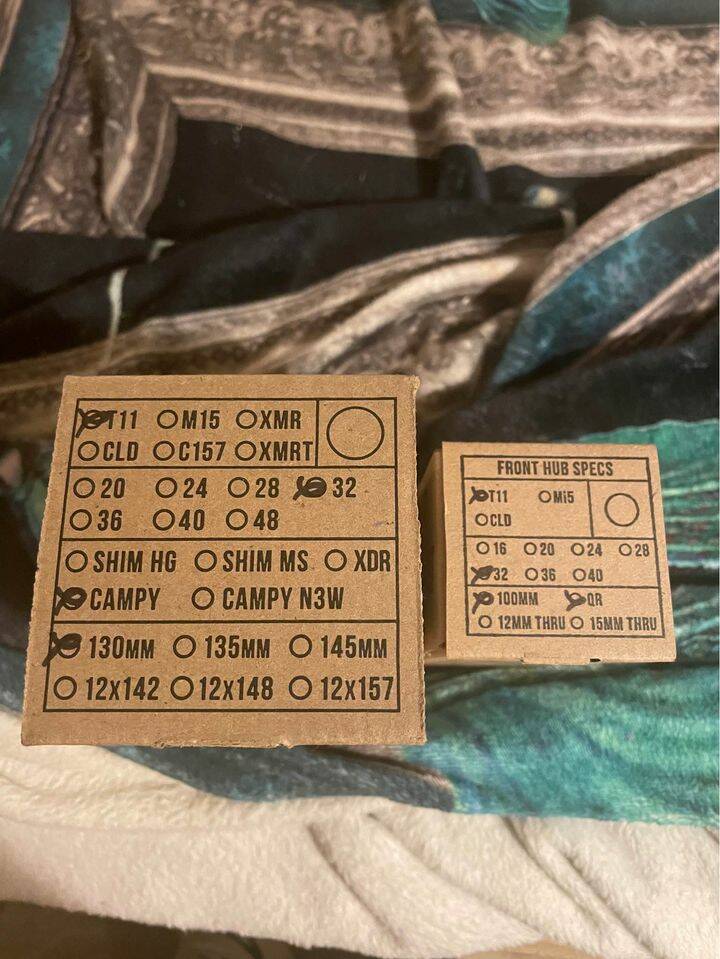 T11 M15 XMR
CLD C157 XMRT
20 24 28 32
36 40 48
SHIM HG SHIM MS XDR
CAMPY CAMPY N3W
130MM 135MM 145MM
12x142 12x148 12x157
FRONT HUB SPECS
T11 Mi5
CLD
16 20 24 28
32 36 40
100MM QR
12MM THRU 15MM THRU